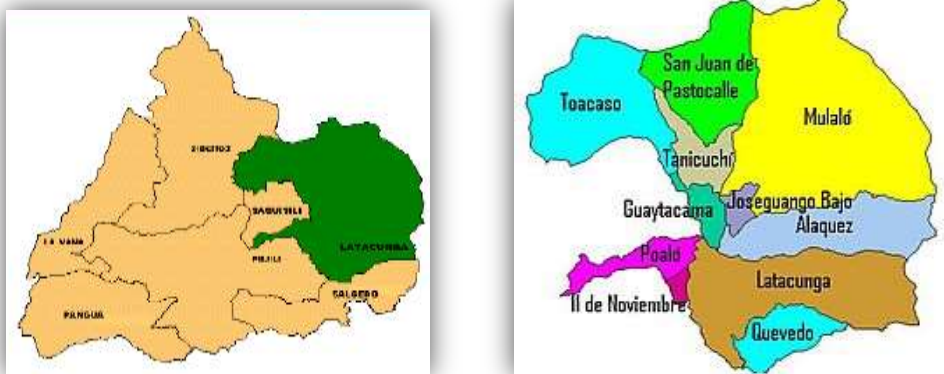 SAQUISILI
LA MANA
LATACUNGA
PUJILI
SALCEDO
PANGUA
San Juan de
Pastocalle
Toacaso
Mulaló
Tanicuchi
Guaytacama
Joseguango Bajo
Alaquez
Poaló
Latacunga
11 de Noviembre
Quevedo